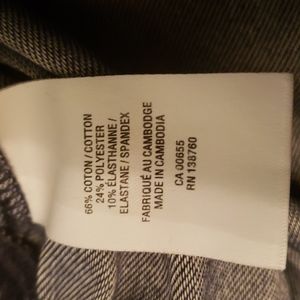 66% COTON / COTTON
24% POLYESTER
10% ÉLASTHANNE /
ELASTANE / SPANDEX
FABRIQUÉ AU CAMBODGE
MADE IN CAMBODIA
CA 00655
RN 138760